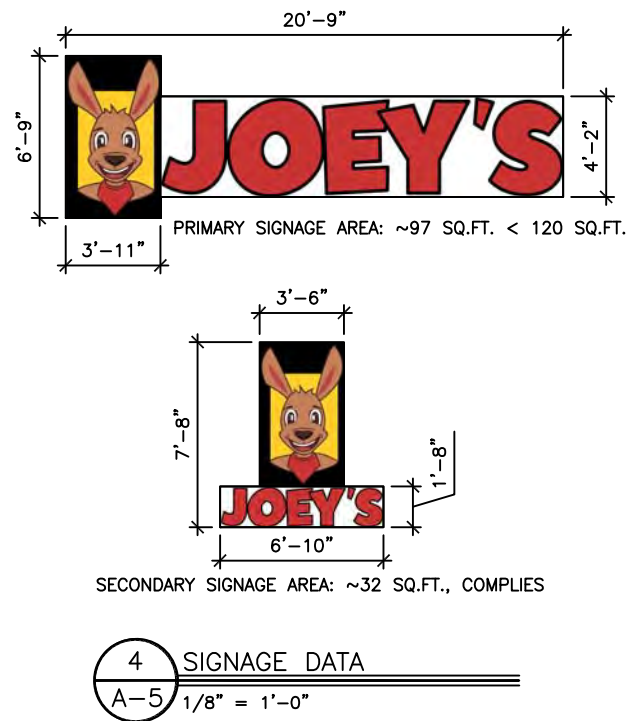 20'-9"
6'-9"
JOEY'S
4'-2"
PRIMARY SIGNAGE AREA: ~97 SQ.FT. < 120 SQ.FT.
3'-11"
3'-6"
7'-8"
1'-8"
JOEY'S
6'-10"
SECONDARY SIGNAGE AREA: ~32 SQ.FT., COMPLIES
4 SIGNAGE DATA
A-5 1/8" = 1'-0"